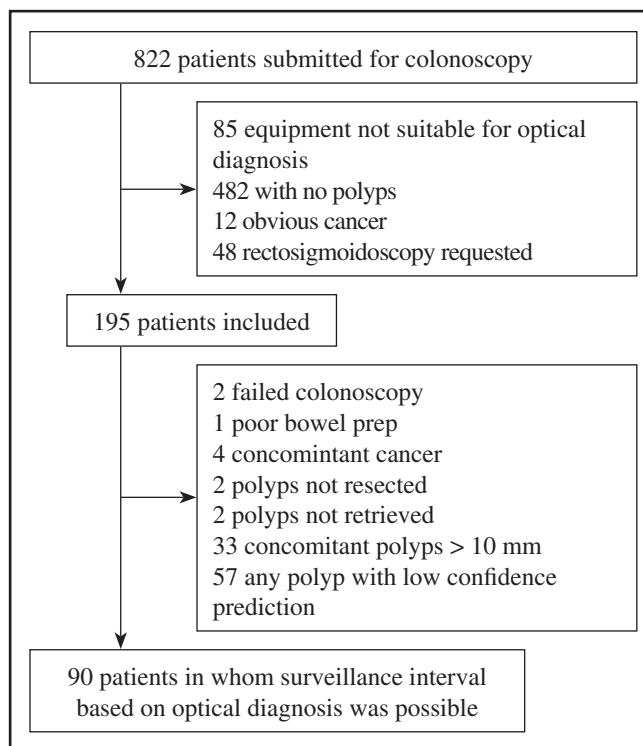 822 patients submitted for colonoscopy
85 equipment not suitable for optical
diagnosis
482 with no polyps
12 obvious cancer
48 rectosigmoidoscopy requested
195 patients included
2 failed colonoscopy
1 poor bowel prep
4 concomintant cancer
2 polyps not resected
2 polyps not retrieved
33 concomitant polyps > 10 mm
57 any polyp with low confidence
prediction
90 patients in whom surveillance interval
based on optical diagnosis was possible